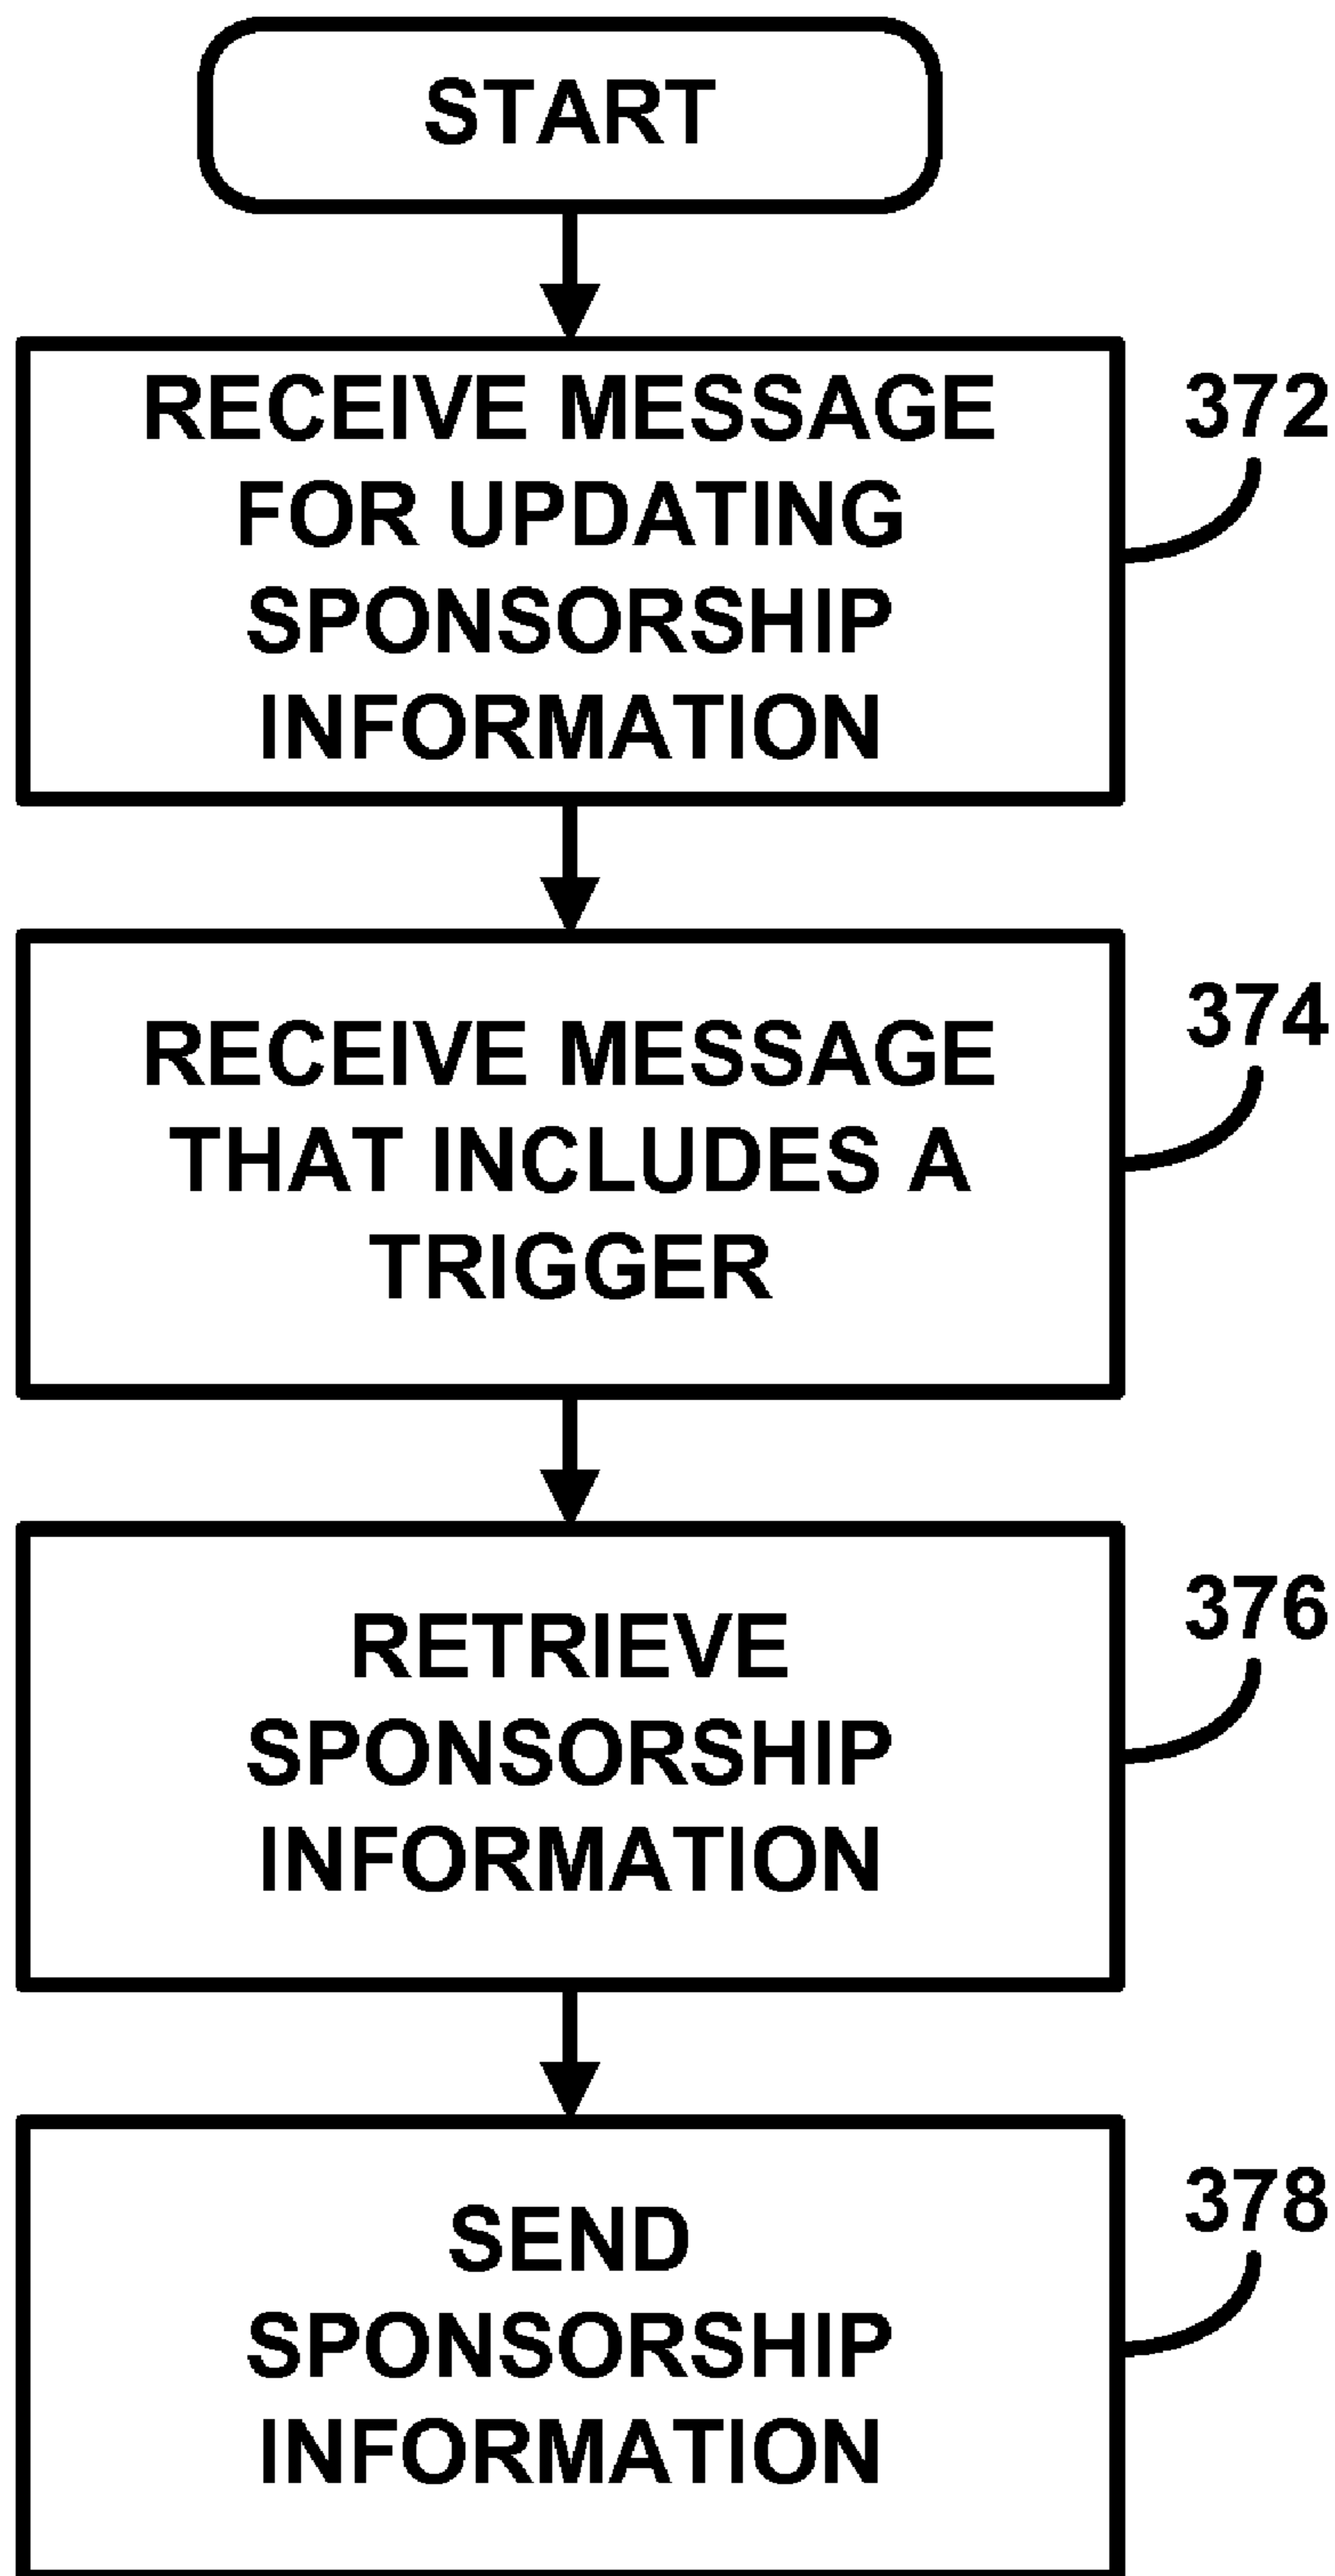 START
RECEIVE MESSAGE
FOR UPDATING
SPONSORSHIP
INFORMATION
372
RECEIVE MESSAGE
THAT INCLUDES A
TRIGGER
374
RETRIEVE
SPONSORSHIP
INFORMATION
376
SEND
SPONSORSHIP
INFORMATION
378